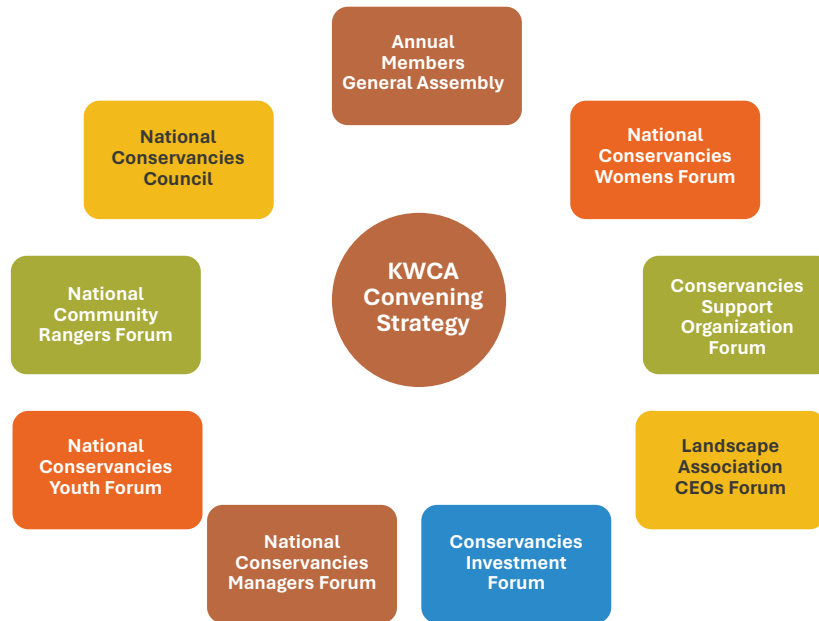 Annual
Members
General Assembly
National
Conservancies
Council
National
Conservancies
Womens Forum
KWCA
Convening
Strategy
National
Community
Rangers Forum
Conservancies
Support
Organization
Forum
National
Conservancies
Youth Forum
Landscape
Association
CEOs Forum
National
Conservancies
Managers Forum
Conservancies
Investment
Forum